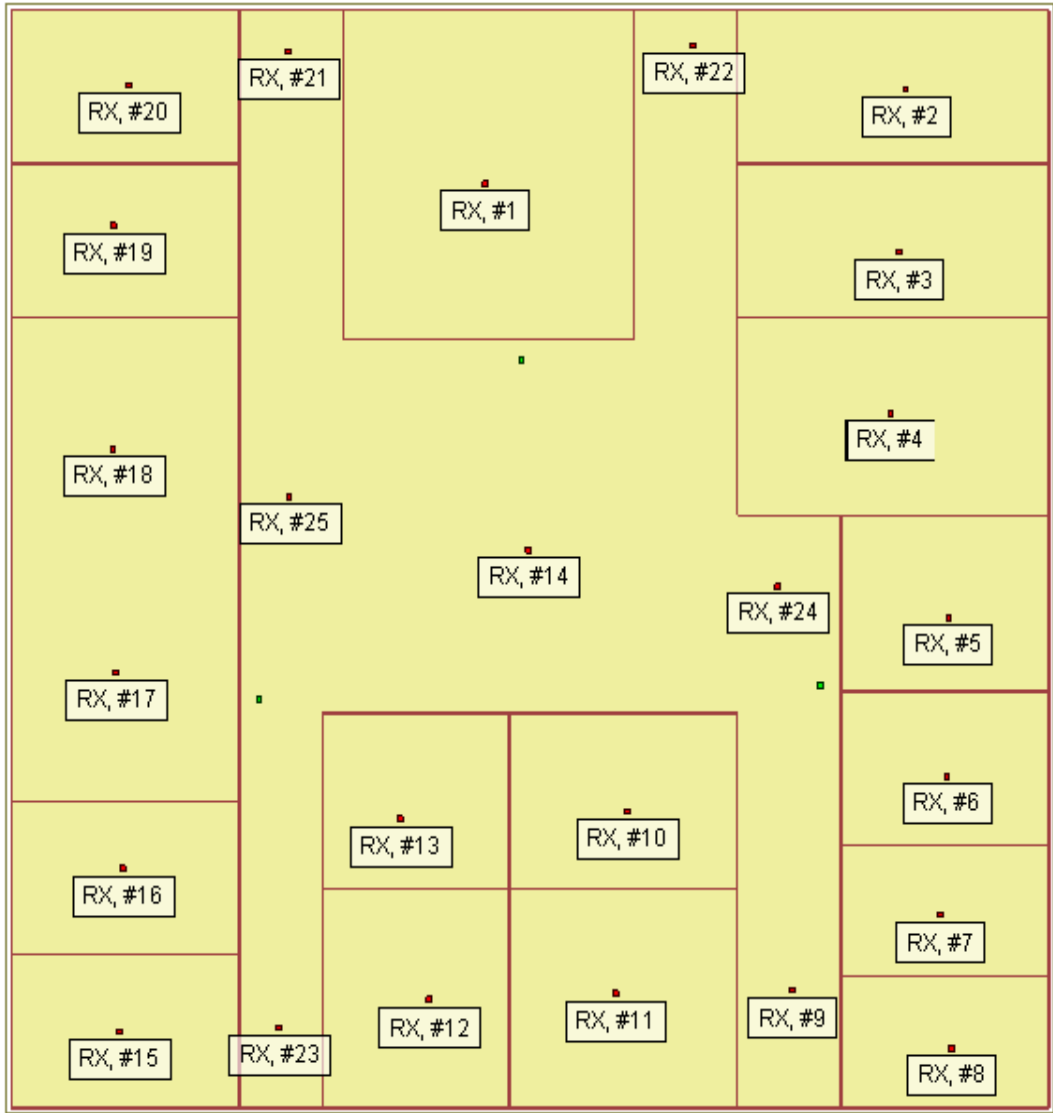 RX, #21
RX, #22
RX, #20
RX, #2
RX, #1
RX, #19
RX, #3
RX, #4
RX, #18
RX, #25
RX, #14
RX, #24
RX, #5
RX, #17
RX, #6
RX, #10
RX, #13
RX, #16
RX, #7
RX, #9
RX, #11
RX, #12
RX, #23
RX, #15
RX, #8